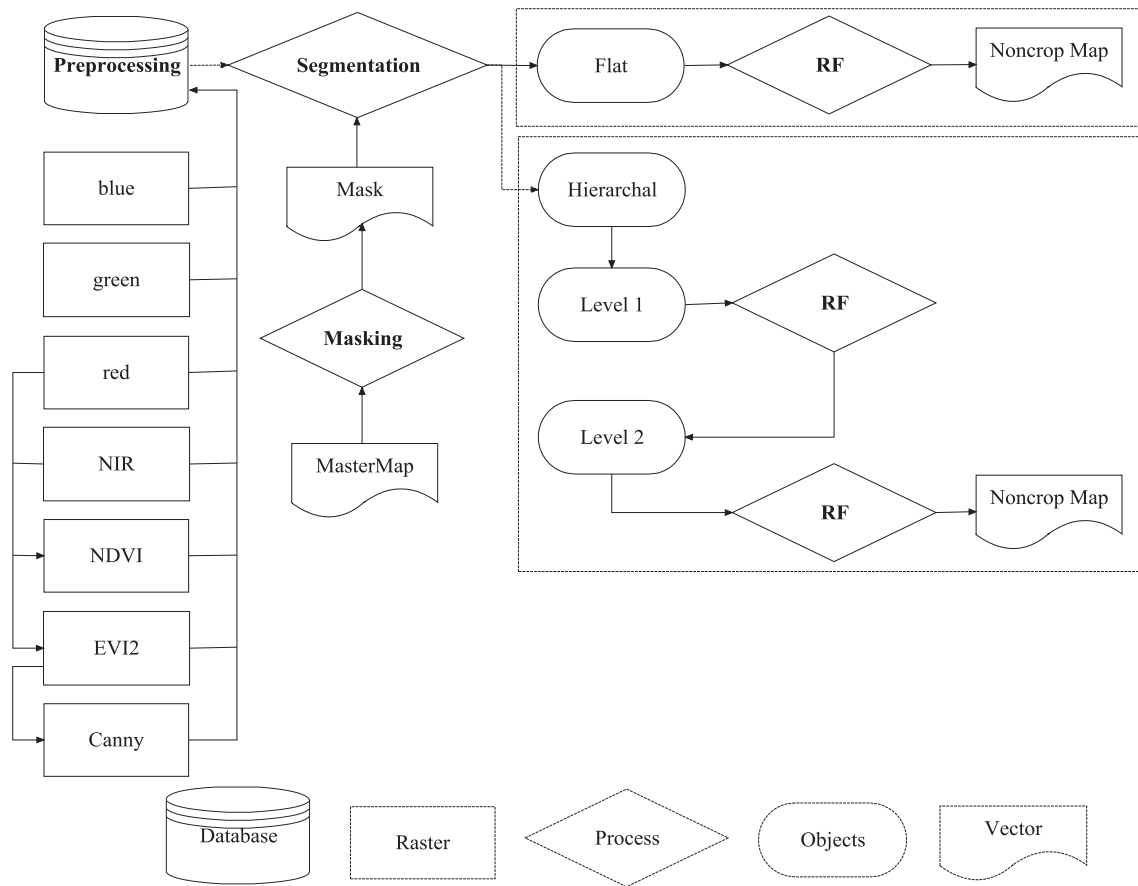 Preprocessing
Segmentation
Flat
RF
Noncrop Map
blue
Mask
Hierarchal
green
Level 1
RF
Masking
red
Level 2
NIR
MasterMap
RF
Noncrop Map
NDVI
EVI2
Canny
Database
Raster
Process
Objects
Vector